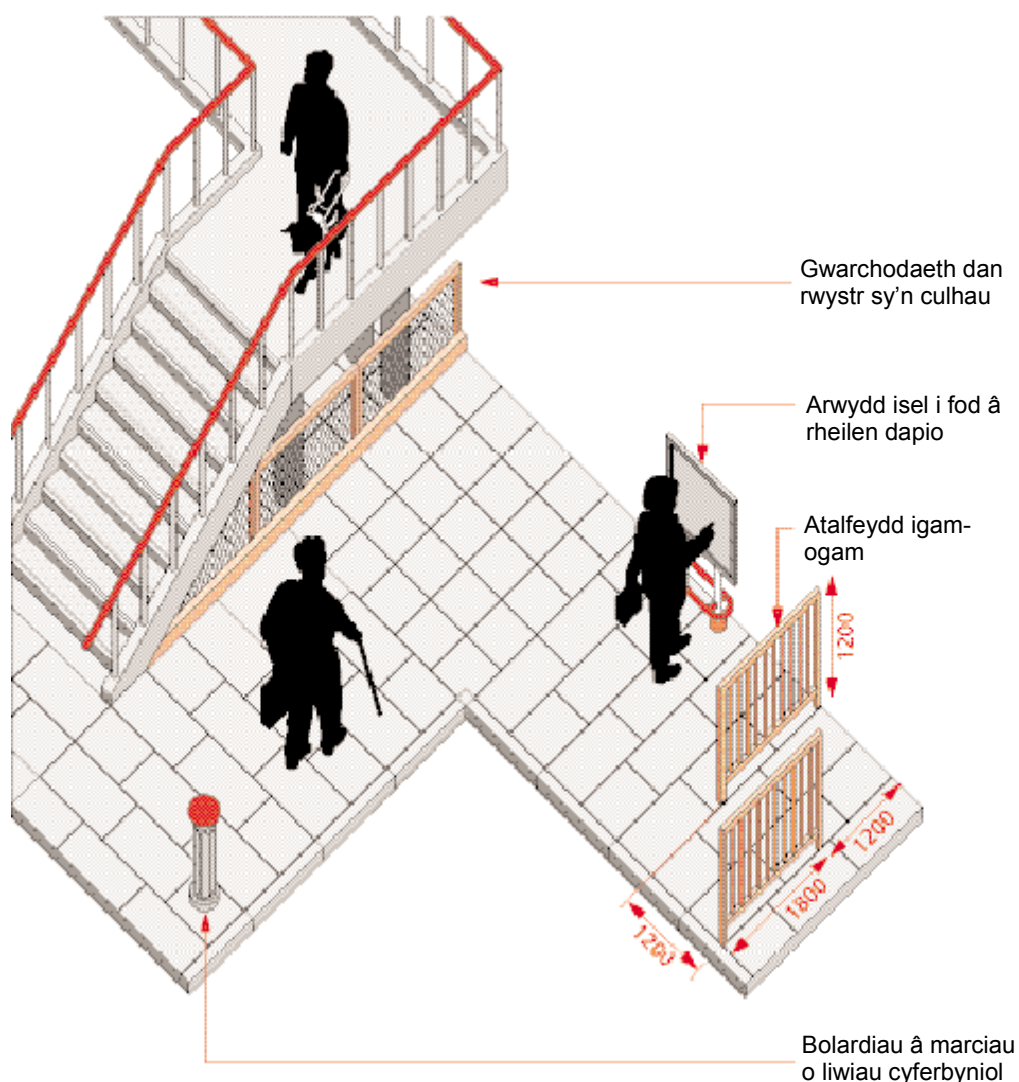 Gwarchodaeth dan
rwystr sy'n culhau
Arwydd isel i fod â
rheilen dapio
Atalfeydd igam-
ogam
1200
1200
1800
1200
Bolardiau â marciau
o liwiau cyferbyniol